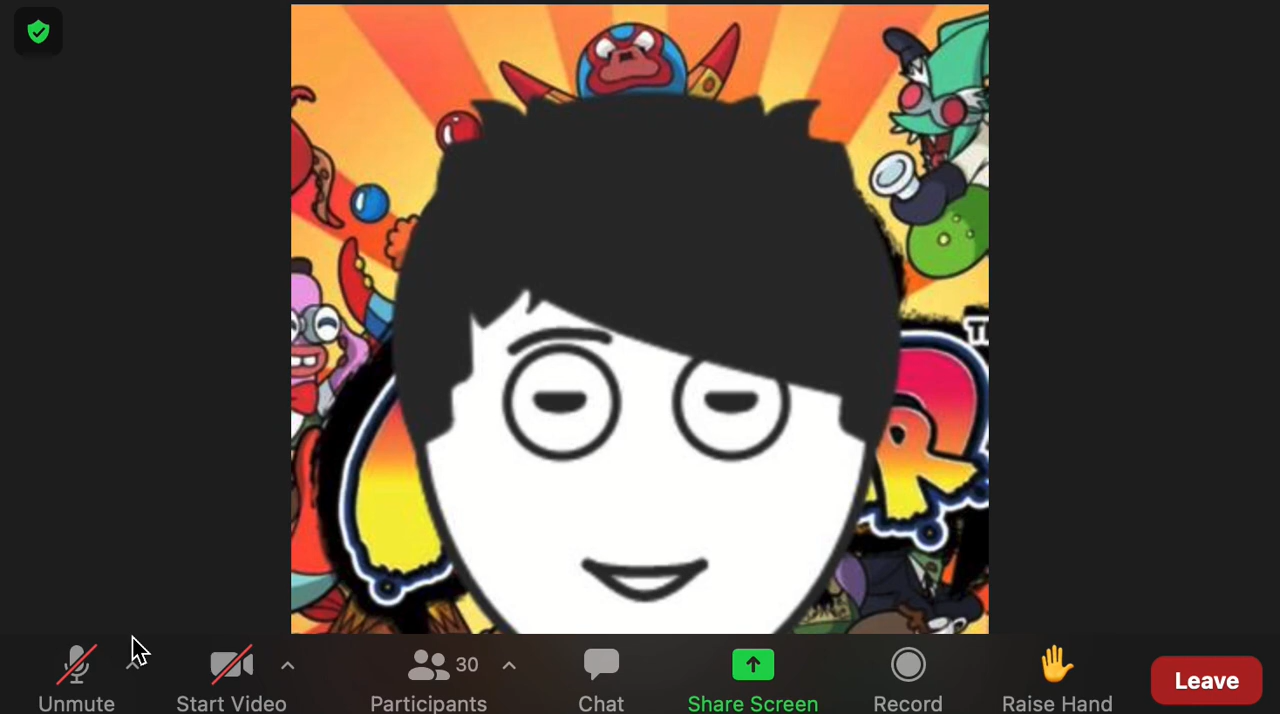 T
R
30
Unmute
Start Video
Participants
Chat
Share Screen
Record
Raise Hand
Leave